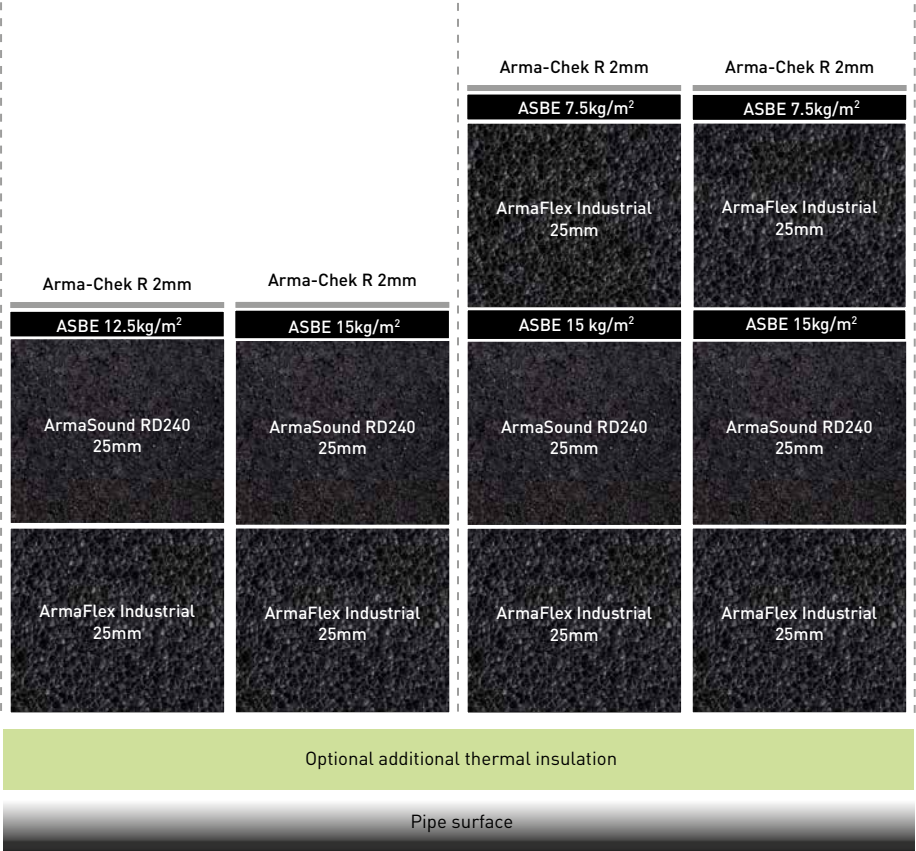 Arma-Chek R 2mm
ASBE 12.5kg/m²
ArmaSound RD240
25mm
ArmaFlex Industrial
25mm
Arma-Chek R 2mm
ASBE 15kg/m²
ArmaSound RD240
25mm
ArmaFlex Industrial
25mm
Arma-Chek R 2mm
ASBE 7.5kg/m²
ArmaFlex Industrial
25mm
ASBE 15 kg/m²
ArmaSound RD240
25mm
ArmaFlex Industrial
25mm
Arma-Chek R 2mm
ASBE 7.5kg/m²
ArmaFlex Industrial
25mm
ASBE 15kg/m²
ArmaSound RD240
25mm
ArmaFlex Industrial
25mm
Optional additional thermal insulation
Pipe surface